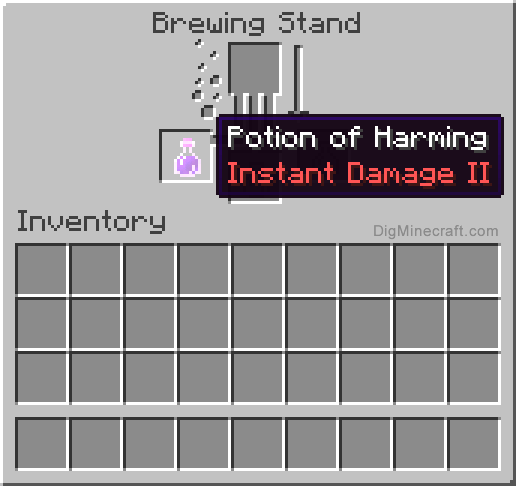 Brewing Stand
Potion of Harming
Instant Damage II
Inventory
DigMinecraft.com